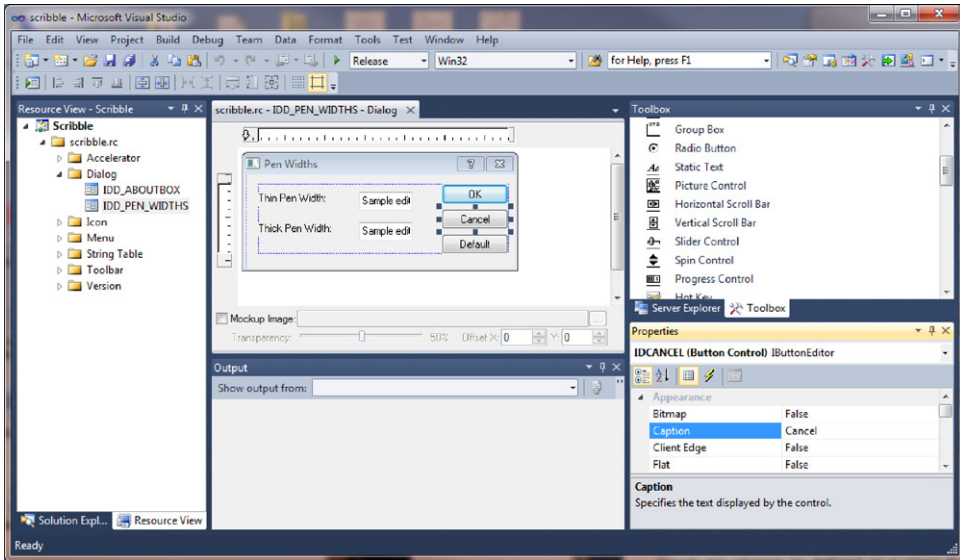 scribble - Microsoft Visual Studio
File Edit View Project Build Debug Team Data Format Tools Test Window Help
Release Win32 for Help, press F1
Resource View - Scribble
Scribble
scribble.rc
Accelerator
Dialog
IDD_ABOUTBOX
IDD_PEN_WIDTHS
Icon
Menu
String Table
Toolbar
Version
Solution Expl... Resource View
scribble.rc - IDD_PEN_WIDTHS - Dialog
Pen Widths
Thin Pen Width: Sample edit OK
Cancel
Thick Pen Width: Sample edit
Default
Mockup Image:
Transparency: 50% Offset X: 0 Y: 0
Output
Show output from:
Toolbox
Group Box
Radio Button
Static Text
Picture Control
Horizontal Scroll Bar
Vertical Scroll Bar
Slider Control
Spin Control
Progress Control
Hot Key
Server Explorer Toolbox
Properties
IDCANCEL (Button Control) IButtonEditor
Appearance
Bitmap False
Caption Cancel
Client Edge False
Flat False
Caption
Specifies the text displayed by the control.
Ready